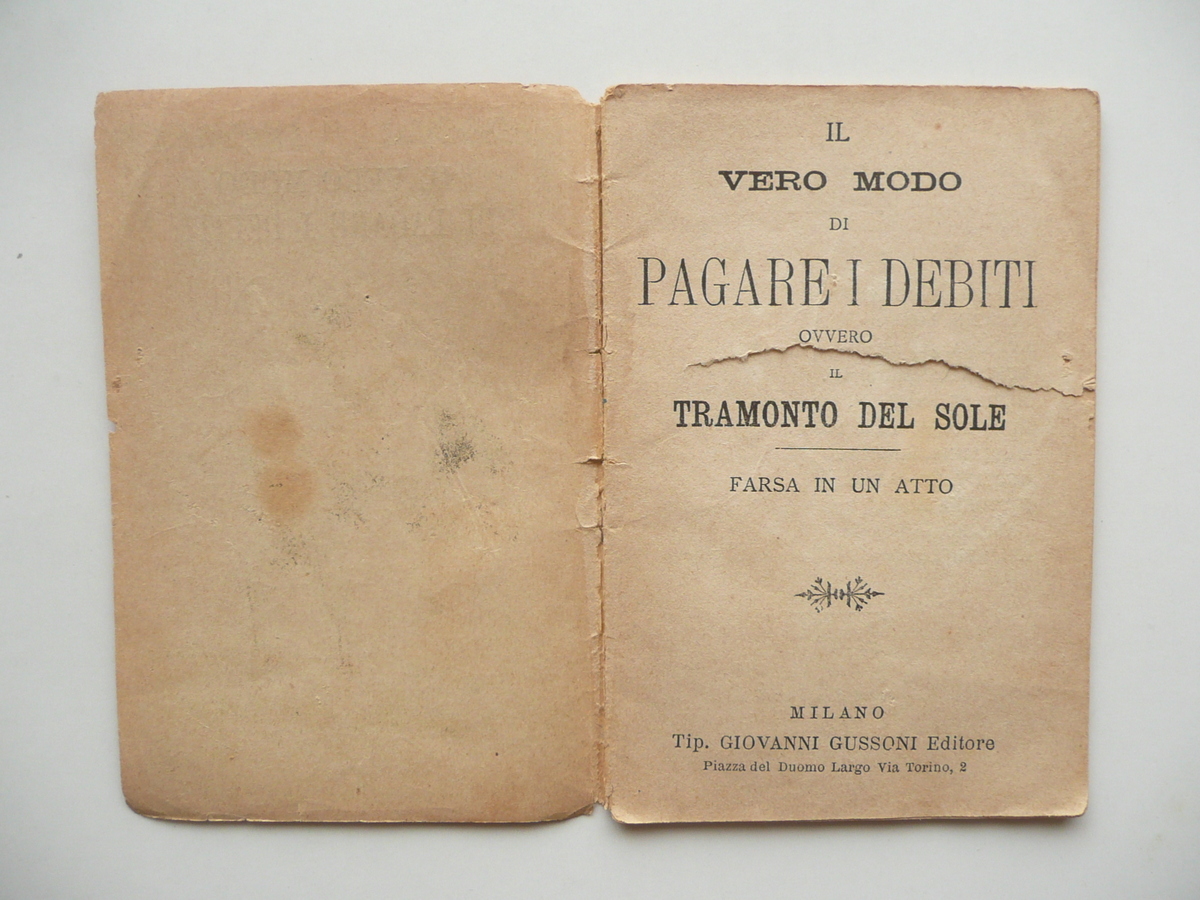 IL
VERO MODO
DI
PAGARE I DEBITI
OVVERO
IL
TRAMONTO DEL SOLE
FARSA IN UN ATTO
MILANO
Tip. GIOVANNI GUSSONI Editore
Piazza del Duomo Largo Via Torino, 2